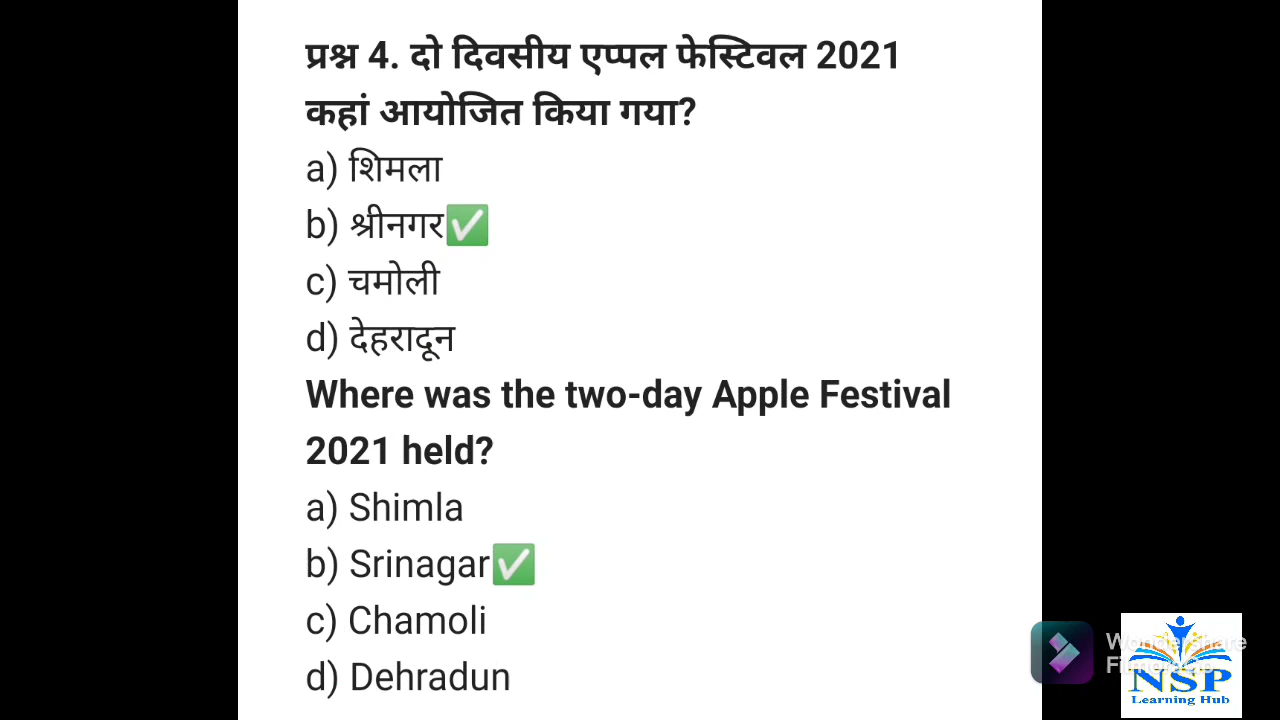 प्रश्न 4. दो दिवसीय एप्पल फेस्टिवल 2021
कहां आयोजित किया गया?
a) शिमला
b) श्रीनगर✅
c) चमोली
d) देहरादून
Where was the two-day Apple Festival
2021 held?
a) Shimla
b) Srinagar✅
c) Chamoli
d) Dehradun
Wondershare
NSP
Learning Hub